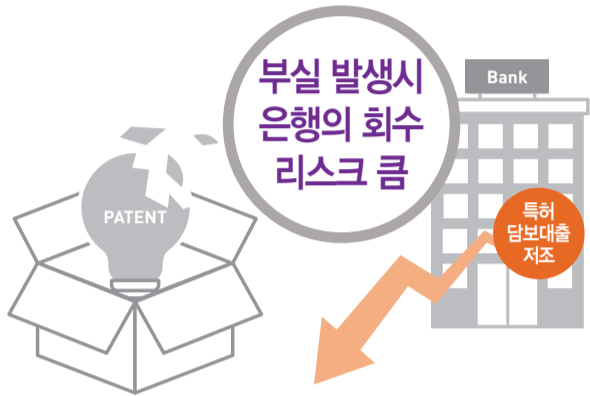 부실 발생시
은행의 회수
리스크 큼
Bank
PATENT
특허
담보대출
저조